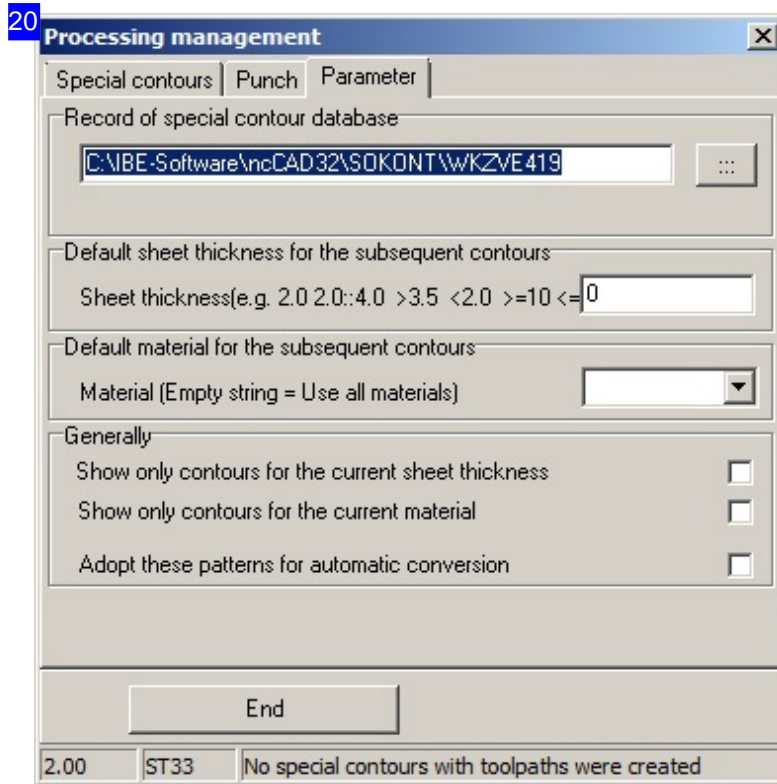 20
Processing management
Special contours Punch Parameter
Record of special contour database
C:\IBE-Software\ncCAD32\SOKONT\WKZVE419 :::
Default sheet thickness for the subsequent contours
Sheet thickness(e.g. 2.0 2.0::4.0 >3.5 <2.0 >=10 <= 0
Default material for the subsequent contours
Material (Empty string = Use all materials)
Generally
Show only contours for the current sheet thickness
Show only contours for the current material
Adopt these patterns for automatic conversion
End
2.00 ST33 No special contours with toolpaths were created